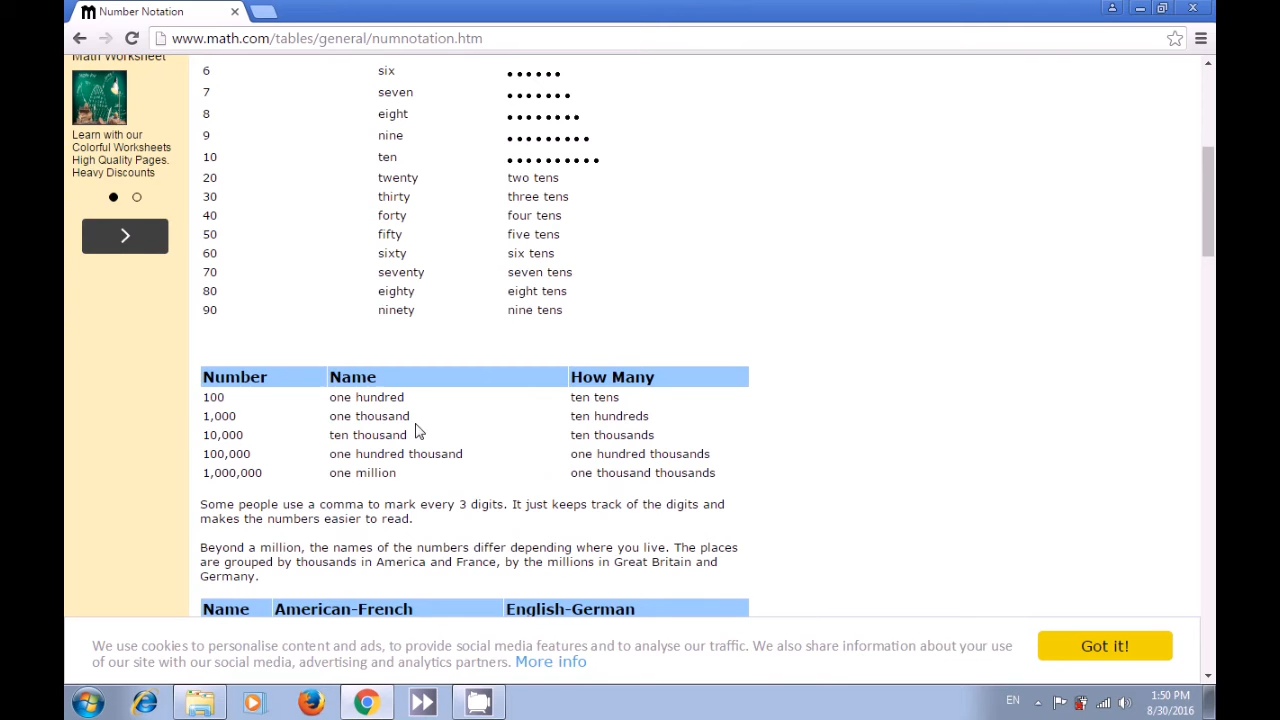 Number Notation
www.math.com/tables/general/numnotation.htm
Math Worksheet
Learn with our
Colorful Worksheets
High Quality Pages.
Heavy Discounts
6 six
7 seven
8 eight
9 nine
10 ten
20 twenty two tens
30 thirty three tens
40 forty four tens
50 fifty five tens
60 sixty six tens
70 seventy seven tens
80 eighty eight tens
90 ninety nine tens
Number Name How Many
100 one hundred ten tens
1,000 one thousand ten hundreds
10,000 ten thousand ten thousands
100,000 one hundred thousand one hundred thousands
1,000,000 one million one thousand thousands
Some people use a comma to mark every 3 digits. It just keeps track of the digits and
makes the numbers easier to read.
Beyond a million, the names of the numbers differ depending where you live. The places
are grouped by thousands in America and France, by the millions in Great Britain and
Germany.
Name American-French English-German
We use cookies to personalise content and ads, to provide social media features and to analyse our traffic. We also share information about your use
of our site with our social media, advertising and analytics partners. More info
Got it!
EN
1:50 PM
8/30/2016